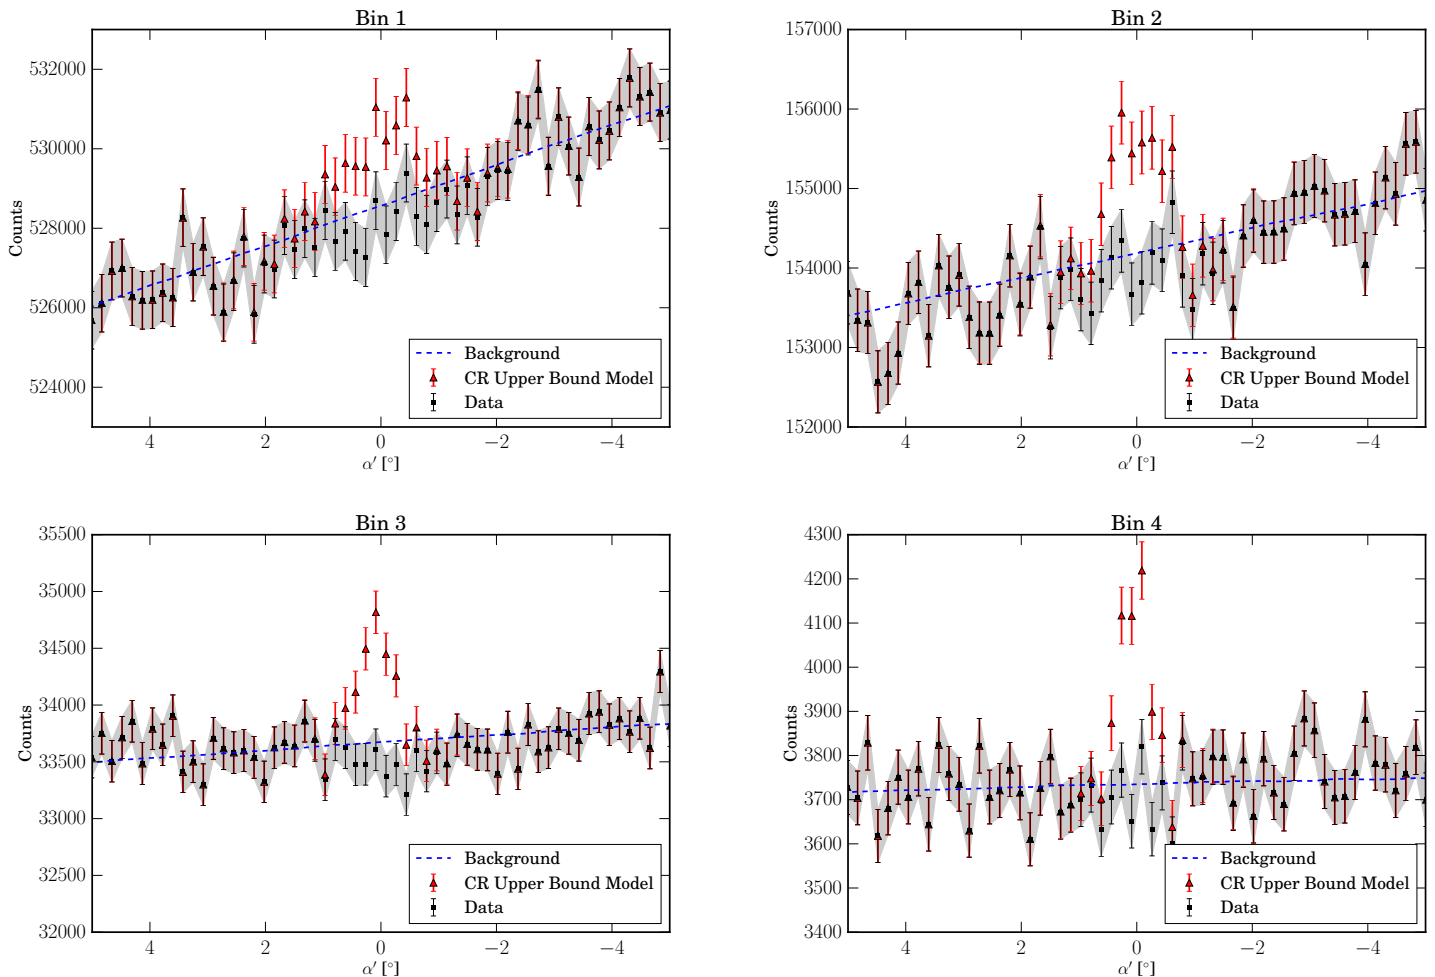 Bin 1
Counts
532000
530000
528000
526000
524000
Background
CR Upper Bound Model
Data
4
2
0
−2
−4
α′ [°]
Bin 2
Counts
157000
156000
155000
154000
153000
152000
Background
CR Upper Bound Model
Data
4
2
0
−2
−4
α′ [°]
Bin 3
Counts
35500
35000
34500
34000
33500
33000
32500
32000
Background
CR Upper Bound Model
Data
4
2
0
−2
−4
α′ [°]
Bin 4
Counts
4300
4200
4100
4000
3900
3800
3700
3600
3500
3400
Background
CR Upper Bound Model
Data
4
2
0
−2
−4
α′ [°]